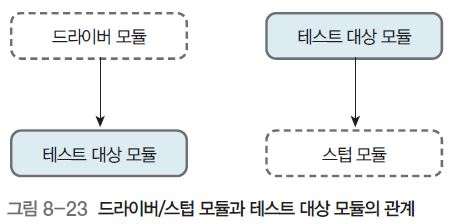 드라이버 모듈
테스트 대상 모듈
테스트 대상 모듈
스텁 모듈
그림 8-23 드라이버/스텁 모듈과 테스트 대상 모듈의 관계